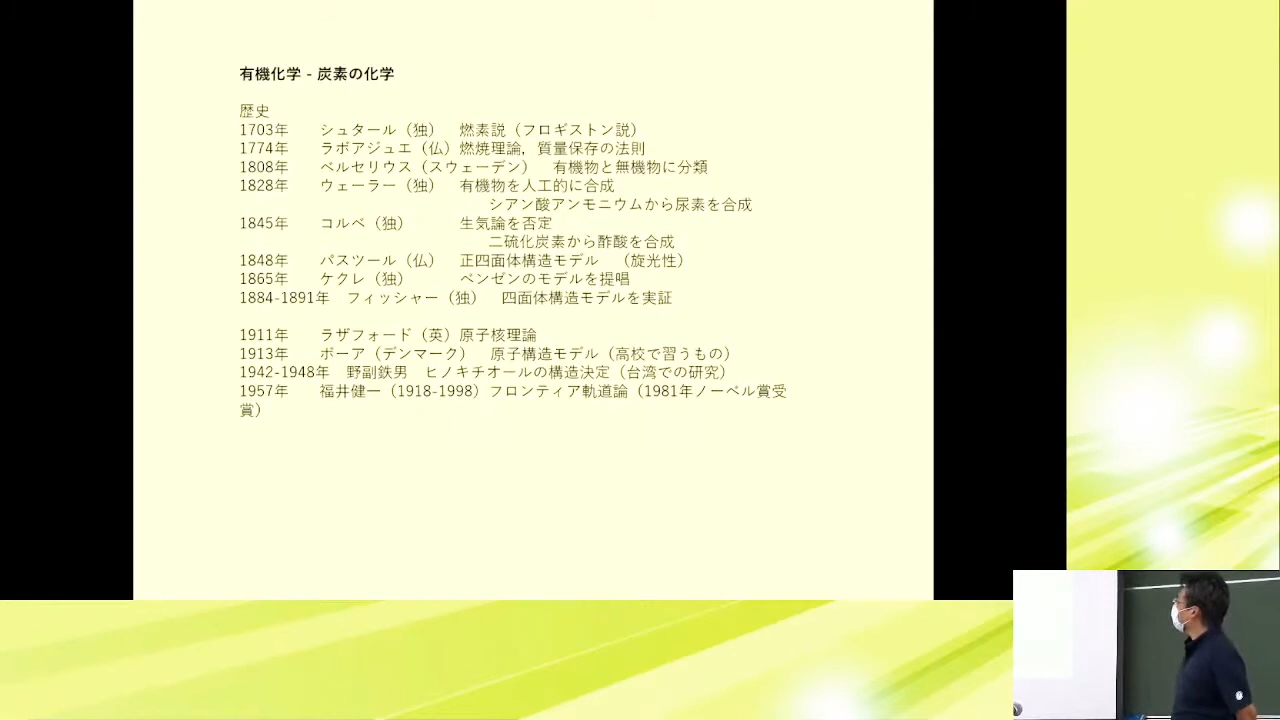 有機化学 - 炭素の化学
歴史
1703年 シュタール（独） 燃素説（フロギストン説）
1774年 ラボアジュエ（仏）燃焼理論，質量保存の法則
1808年 ベルセリウス（スウェーデン） 有機物と無機物に分類
1828年 ウェーラー（独） 有機物を人工的に合成
シアン酸アンモニウムから尿素を合成
1845年 コルベ（独） 生気論を否定
二硫化炭素から酢酸を合成
1848年 パスツール（仏） 正四面体構造モデル （旋光性）
1865年 ケクレ（独） ベンゼンのモデルを提唱
1884-1891年 フィッシャー（独） 四面体構造モデルを実証
1911年 ラザフォード（英）原子核理論
1913年 ボーア（デンマーク） 原子構造モデル（高校で習うもの）
1942-1948年 野副鉄男 ヒノキチオールの構造決定（台湾での研究）
1957年 福井健一（1918-1998）フロンティア軌道論（1981年ノーベル賞受
賞）